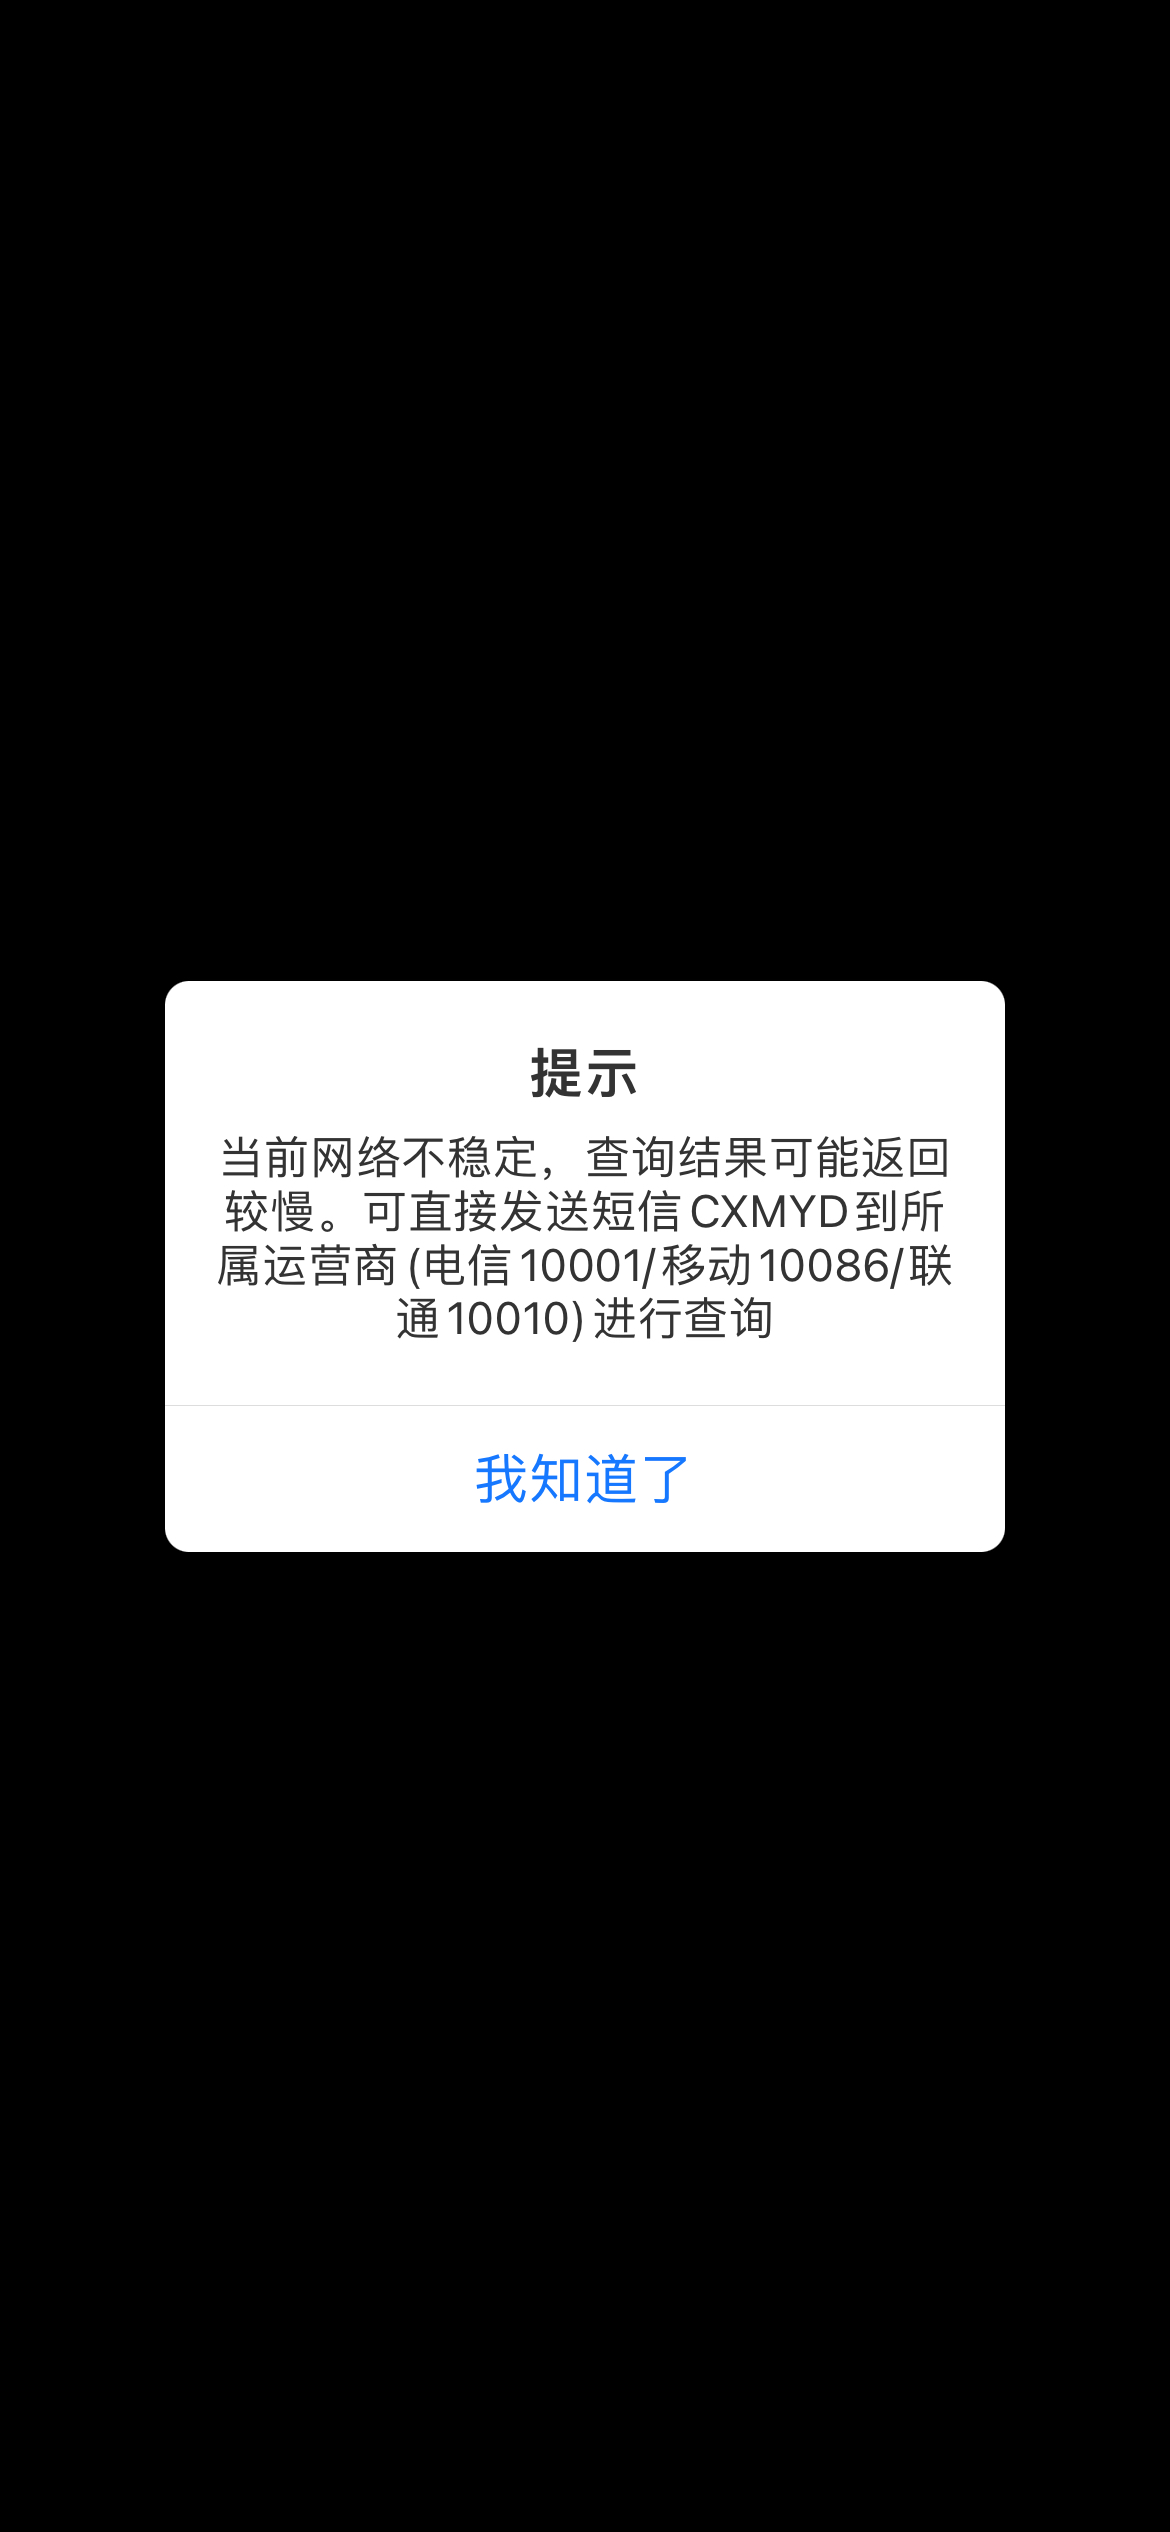 提示
当前网络不稳定，查询结果可能返回
较慢。可直接发送短信 CXMYD 到所
属运营商 (电信 10001/ 移动 10086/ 联
通 10010) 进行查询
我知道了